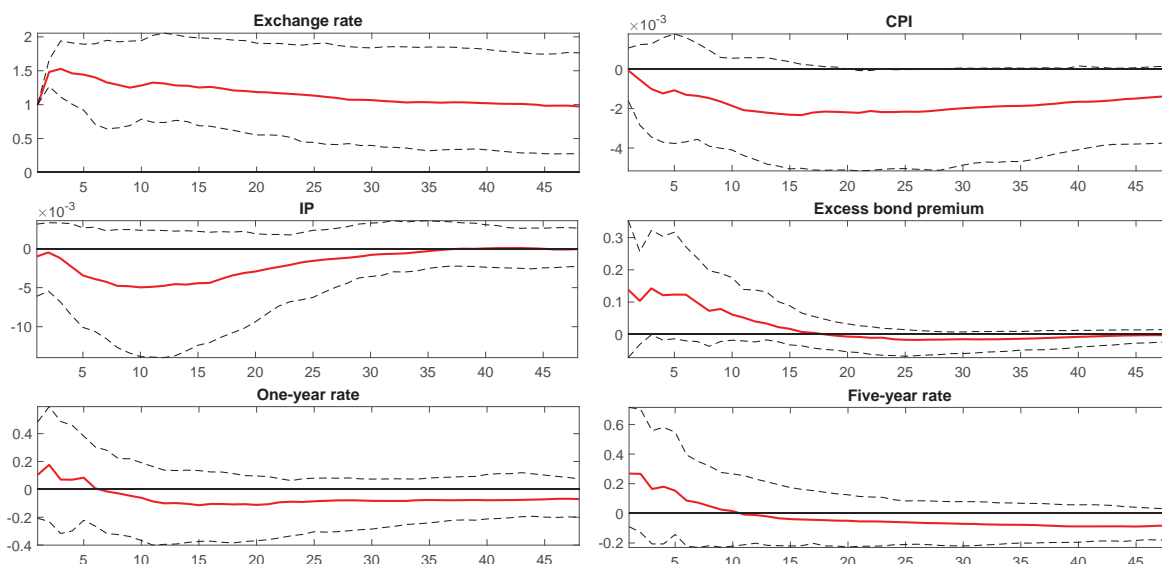 Exchange rate
2
1.5
1
0.5
0
5 10 15 20 25 30 35 40 45
CPI
×10⁻³
0
-2
-4
5 10 15 20 25 30 35 40 45
IP
×10⁻³
0
-5
-10
5 10 15 20 25 30 35 40 45
Excess bond premium
0.3
0.2
0.1
0
5 10 15 20 25 30 35 40 45
One-year rate
0.4
0.2
0
-0.2
-0.4
5 10 15 20 25 30 35 40 45
Five-year rate
0.6
0.4
0.2
0
-0.2
5 10 15 20 25 30 35 40 45